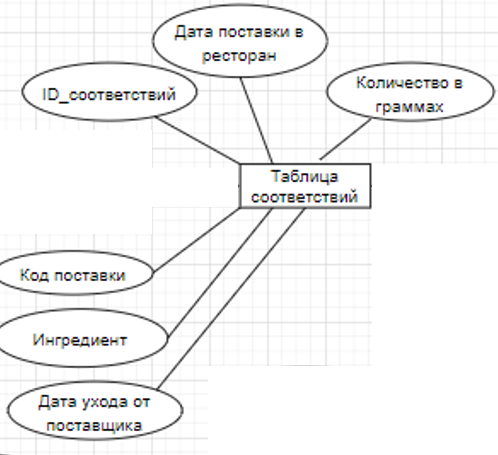 Дата поставки в
ресторан
ID_соответствий
Количество в
граммах
Таблица
соответствий
Код поставки
Ингредиент
Дата ухода от
поставщика